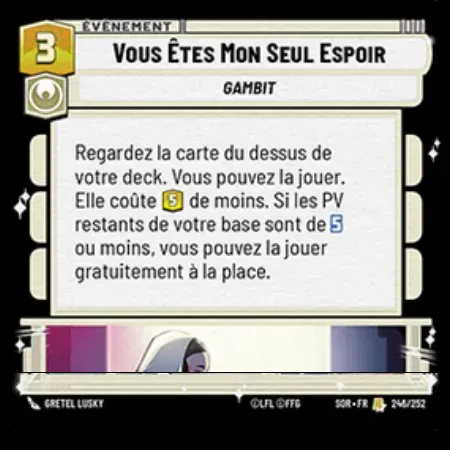 ÉVÉNEMENT
3
Vous Êtes Mon Seul Espoir
GAMBIT
Regardez la carte du dessus de
votre deck. Vous pouvez la jouer.
Elle coûte 5 de moins. Si les PV
restants de votre base sont de 5
ou moins, vous pouvez la jouer
gratuitement à la place.
GRETEL LUSKY ©LFL ©FFG SOR • FR 246/252